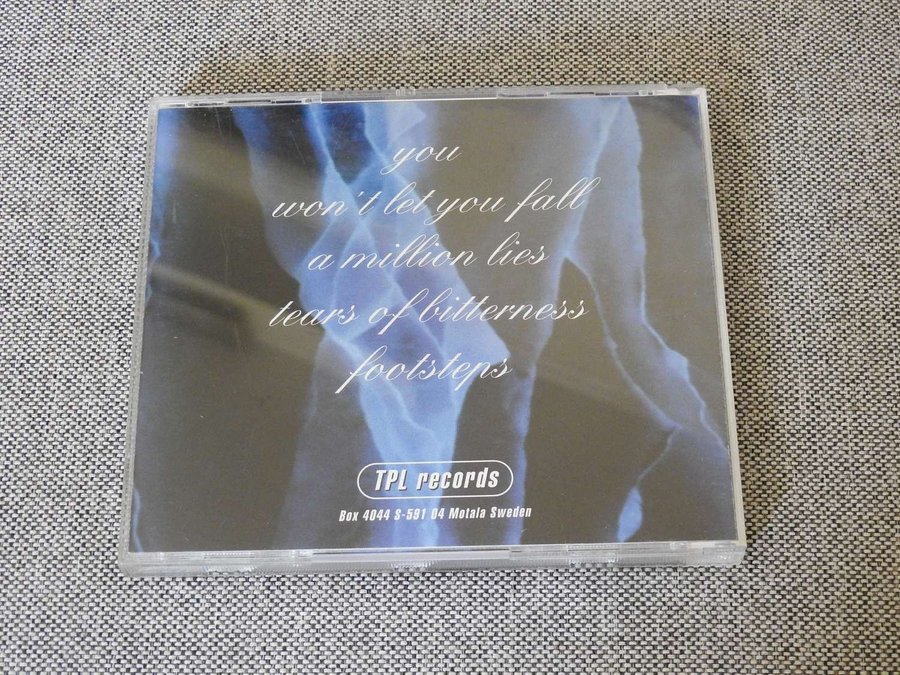 you
won't let you fall
a million lies
tears of bitterness
footsteps
TPL records
Box 4044 S-591 04 Motala Sweden